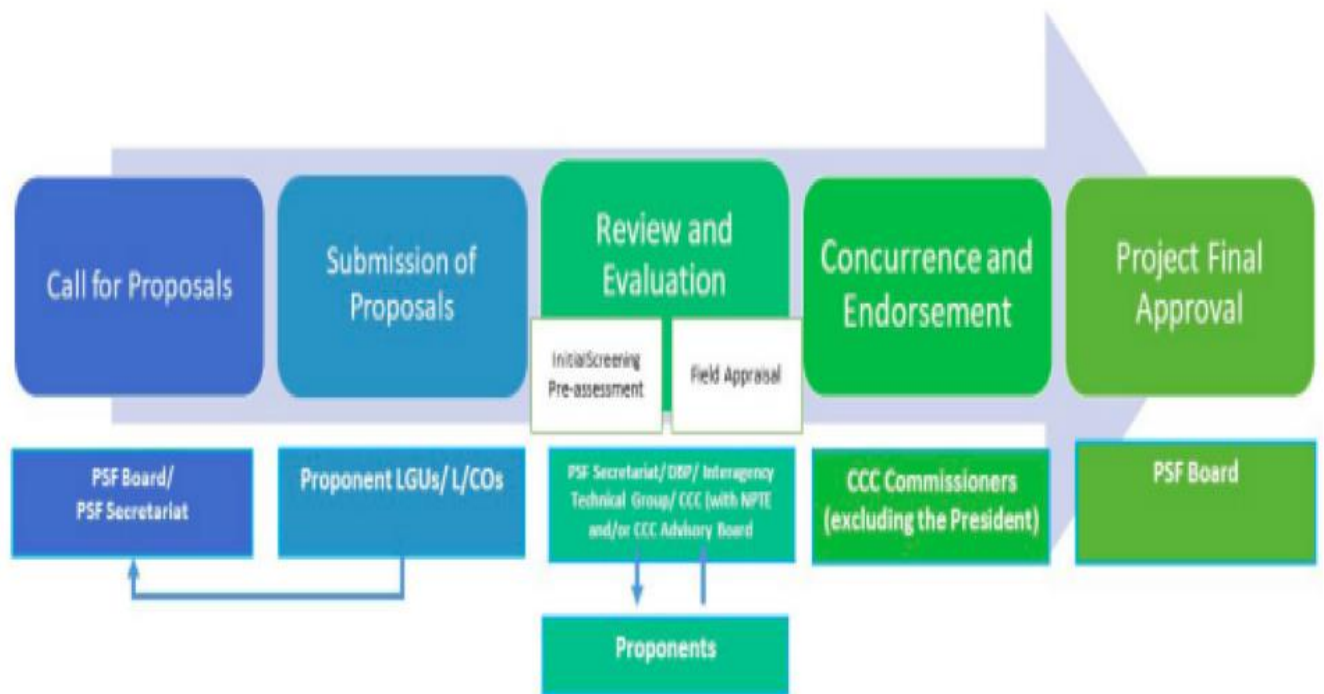 Call for Proposals
Submission of
Proposals
Review and
Evaluation
InitialScreening
Pre-assessment
Field Appraisal
Concurrence and
Endorsement
Project Final
Approval
PSF Board/
PSF Secretariat
Proponent LGUs/ L/COs
PSF Secretariat/ DBP/ Interagency
Technical Group/ CCC (with NPTE
and/or CCC Advisory Board
CCC Commissioners
(excluding the President)
PSF Board
Proponents